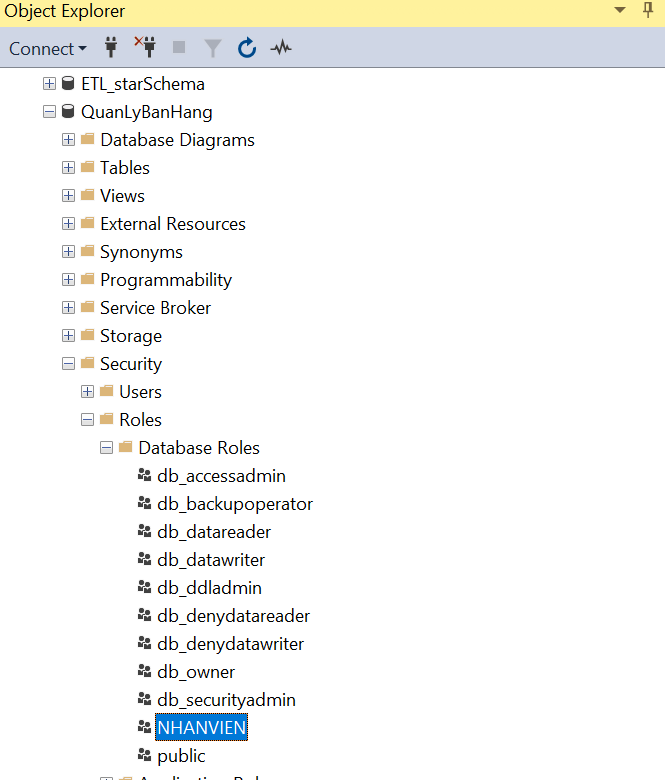 Object Explorer
Connect
ETL_starSchema
QuanLyBanHang
Database Diagrams
Tables
Views
External Resources
Synonyms
Programmability
Service Broker
Storage
Security
Users
Roles
Database Roles
db_accessadmin
db_backupoperator
db_datareader
db_datawriter
db_ddladmin
db_denydatareader
db_denydatawriter
db_owner
db_securityadmin
NHANVIEN
public